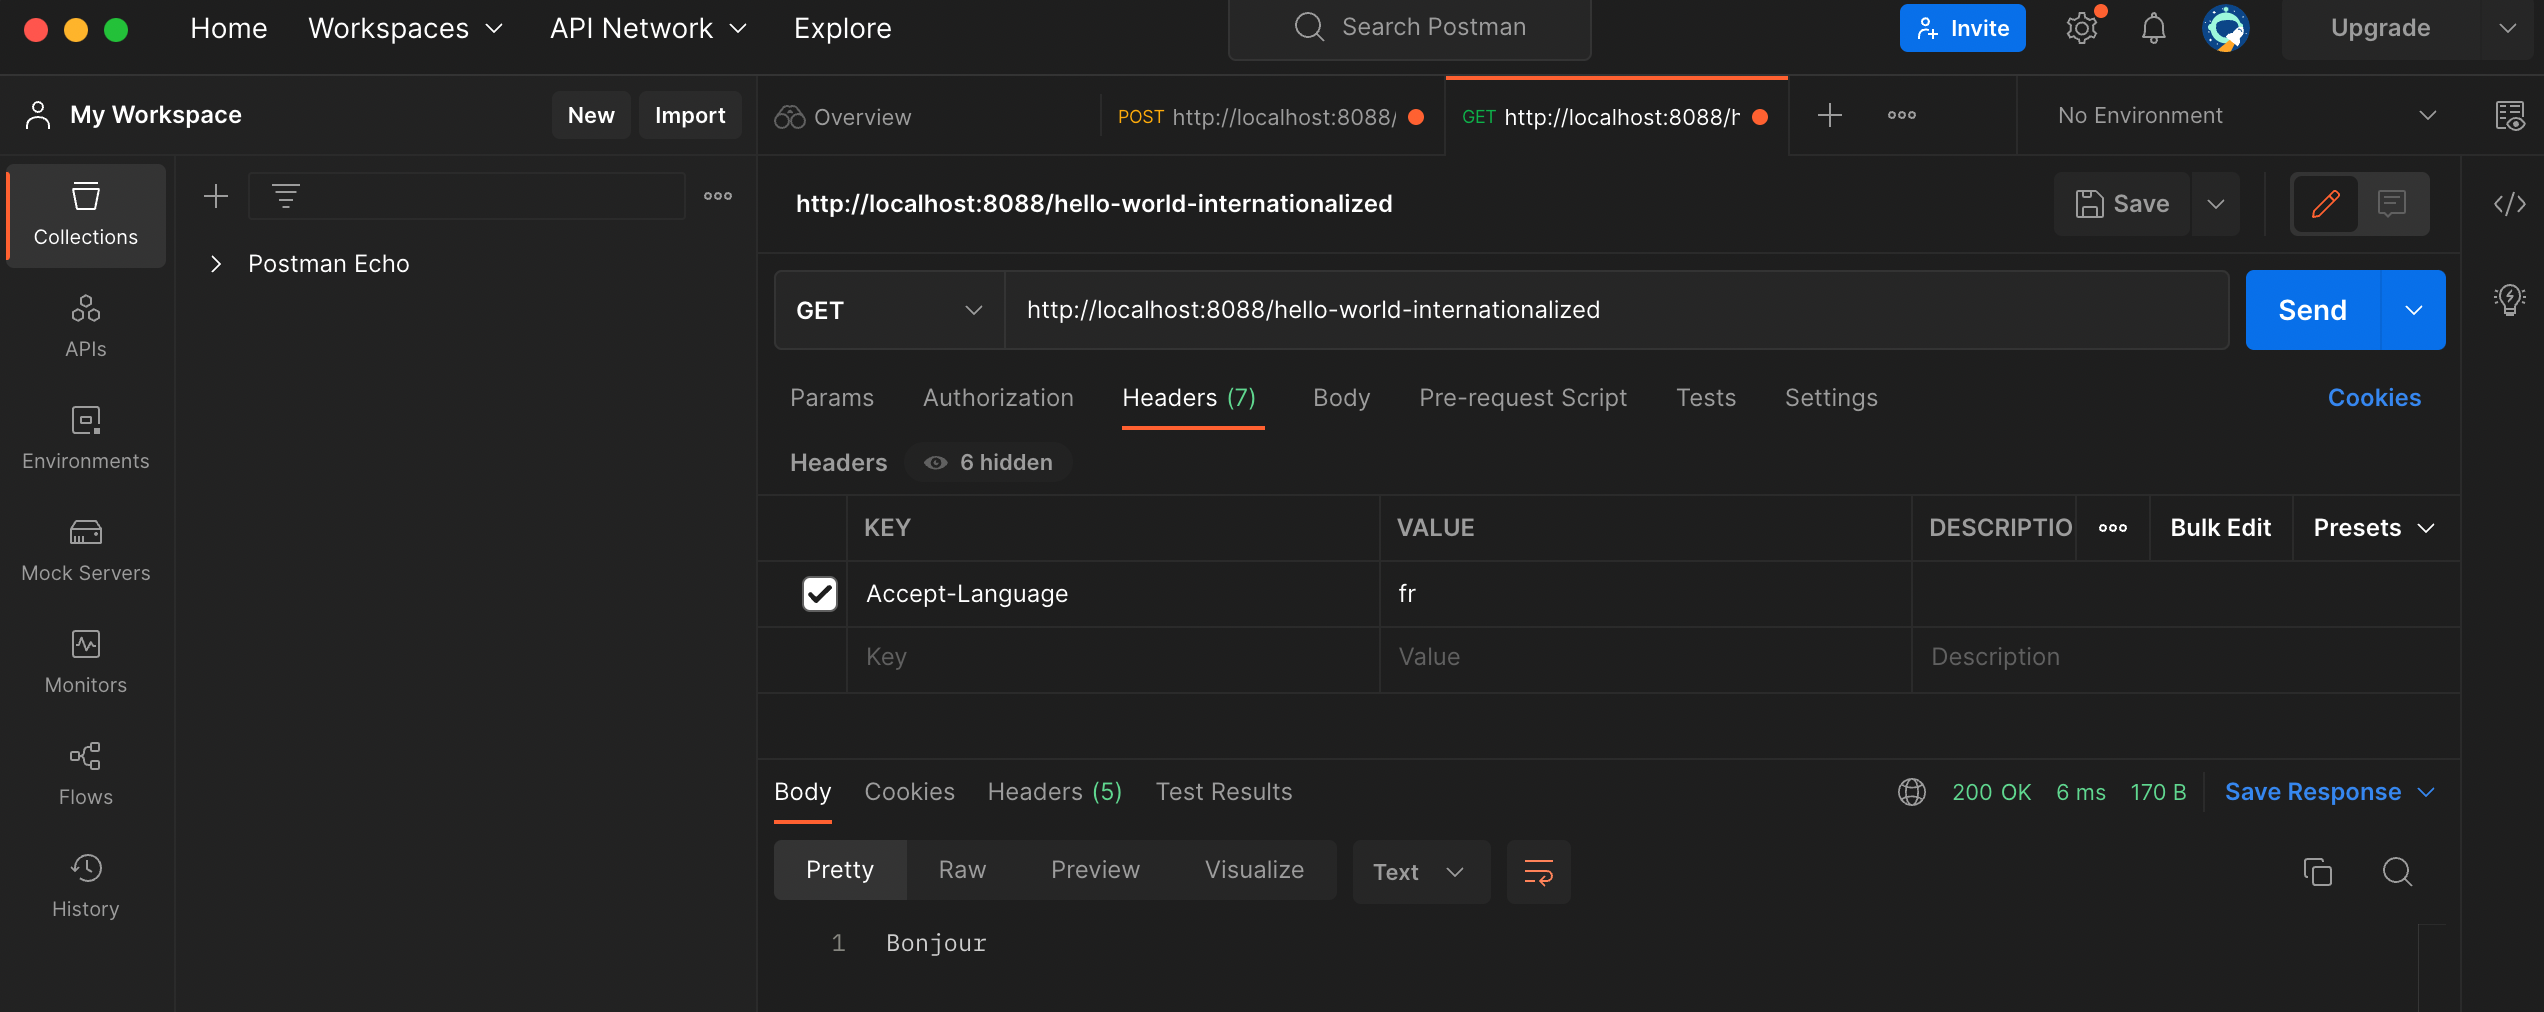 Home Workspaces API Network Explore Search Postman Invite Upgrade
My Workspace New Import Overview POST http://localhost:8088/ GET http://localhost:8088/h No Environment
Collections
APIs
Environments
Mock Servers
Monitors
Flows
History
Postman Echo
http://localhost:8088/hello-world-internationalized Save
GET http://localhost:8088/hello-world-internationalized Send
Params Authorization Headers (7) Body Pre-request Script Tests Settings Cookies
Headers 6 hidden
KEY VALUE DESCRIPTIO Bulk Edit Presets
Accept-Language fr
Key Value Description
Body Cookies Headers (5) Test Results 200 OK 6 ms 170 B Save Response
Pretty Raw Preview Visualize Text
1 Bonjour